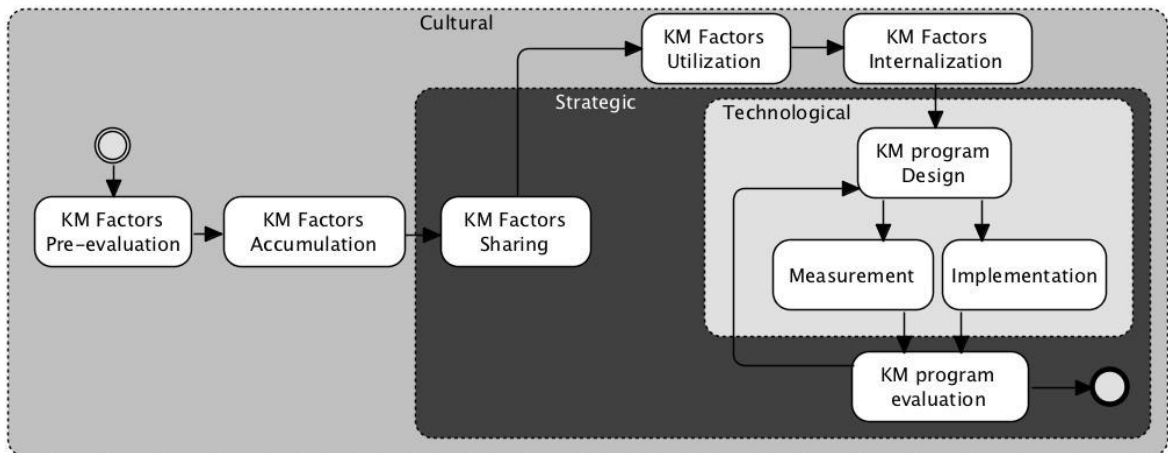 Cultural
KM Factors
Utilization
KM Factors
Internalization
Strategic
Technological
KM program
Design
KM Factors
Pre-evaluation
KM Factors
Accumulation
KM Factors
Sharing
Measurement
Implementation
KM program
evaluation